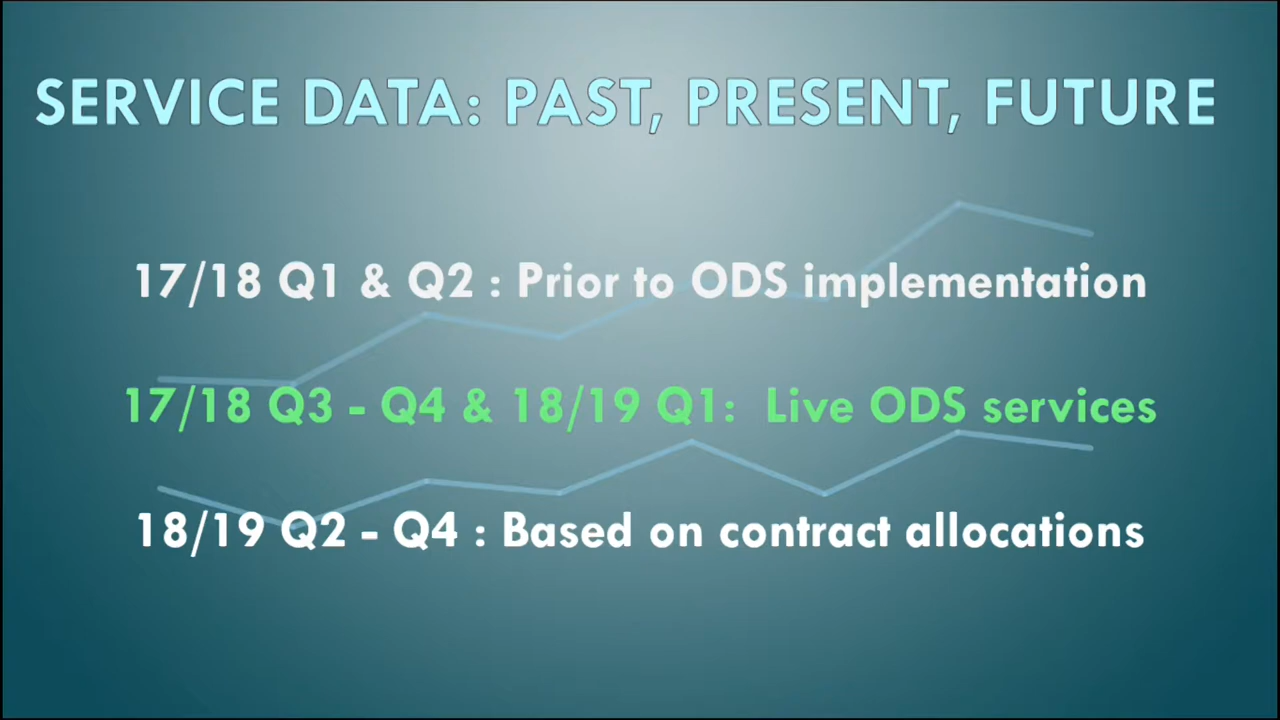 SERVICE DATA: PAST, PRESENT, FUTURE
17/18 Q1 & Q2 : Prior to ODS implementation
17/18 Q3 - Q4 & 18/19 Q1: Live ODS services
18/19 Q2 - Q4 : Based on contract allocations